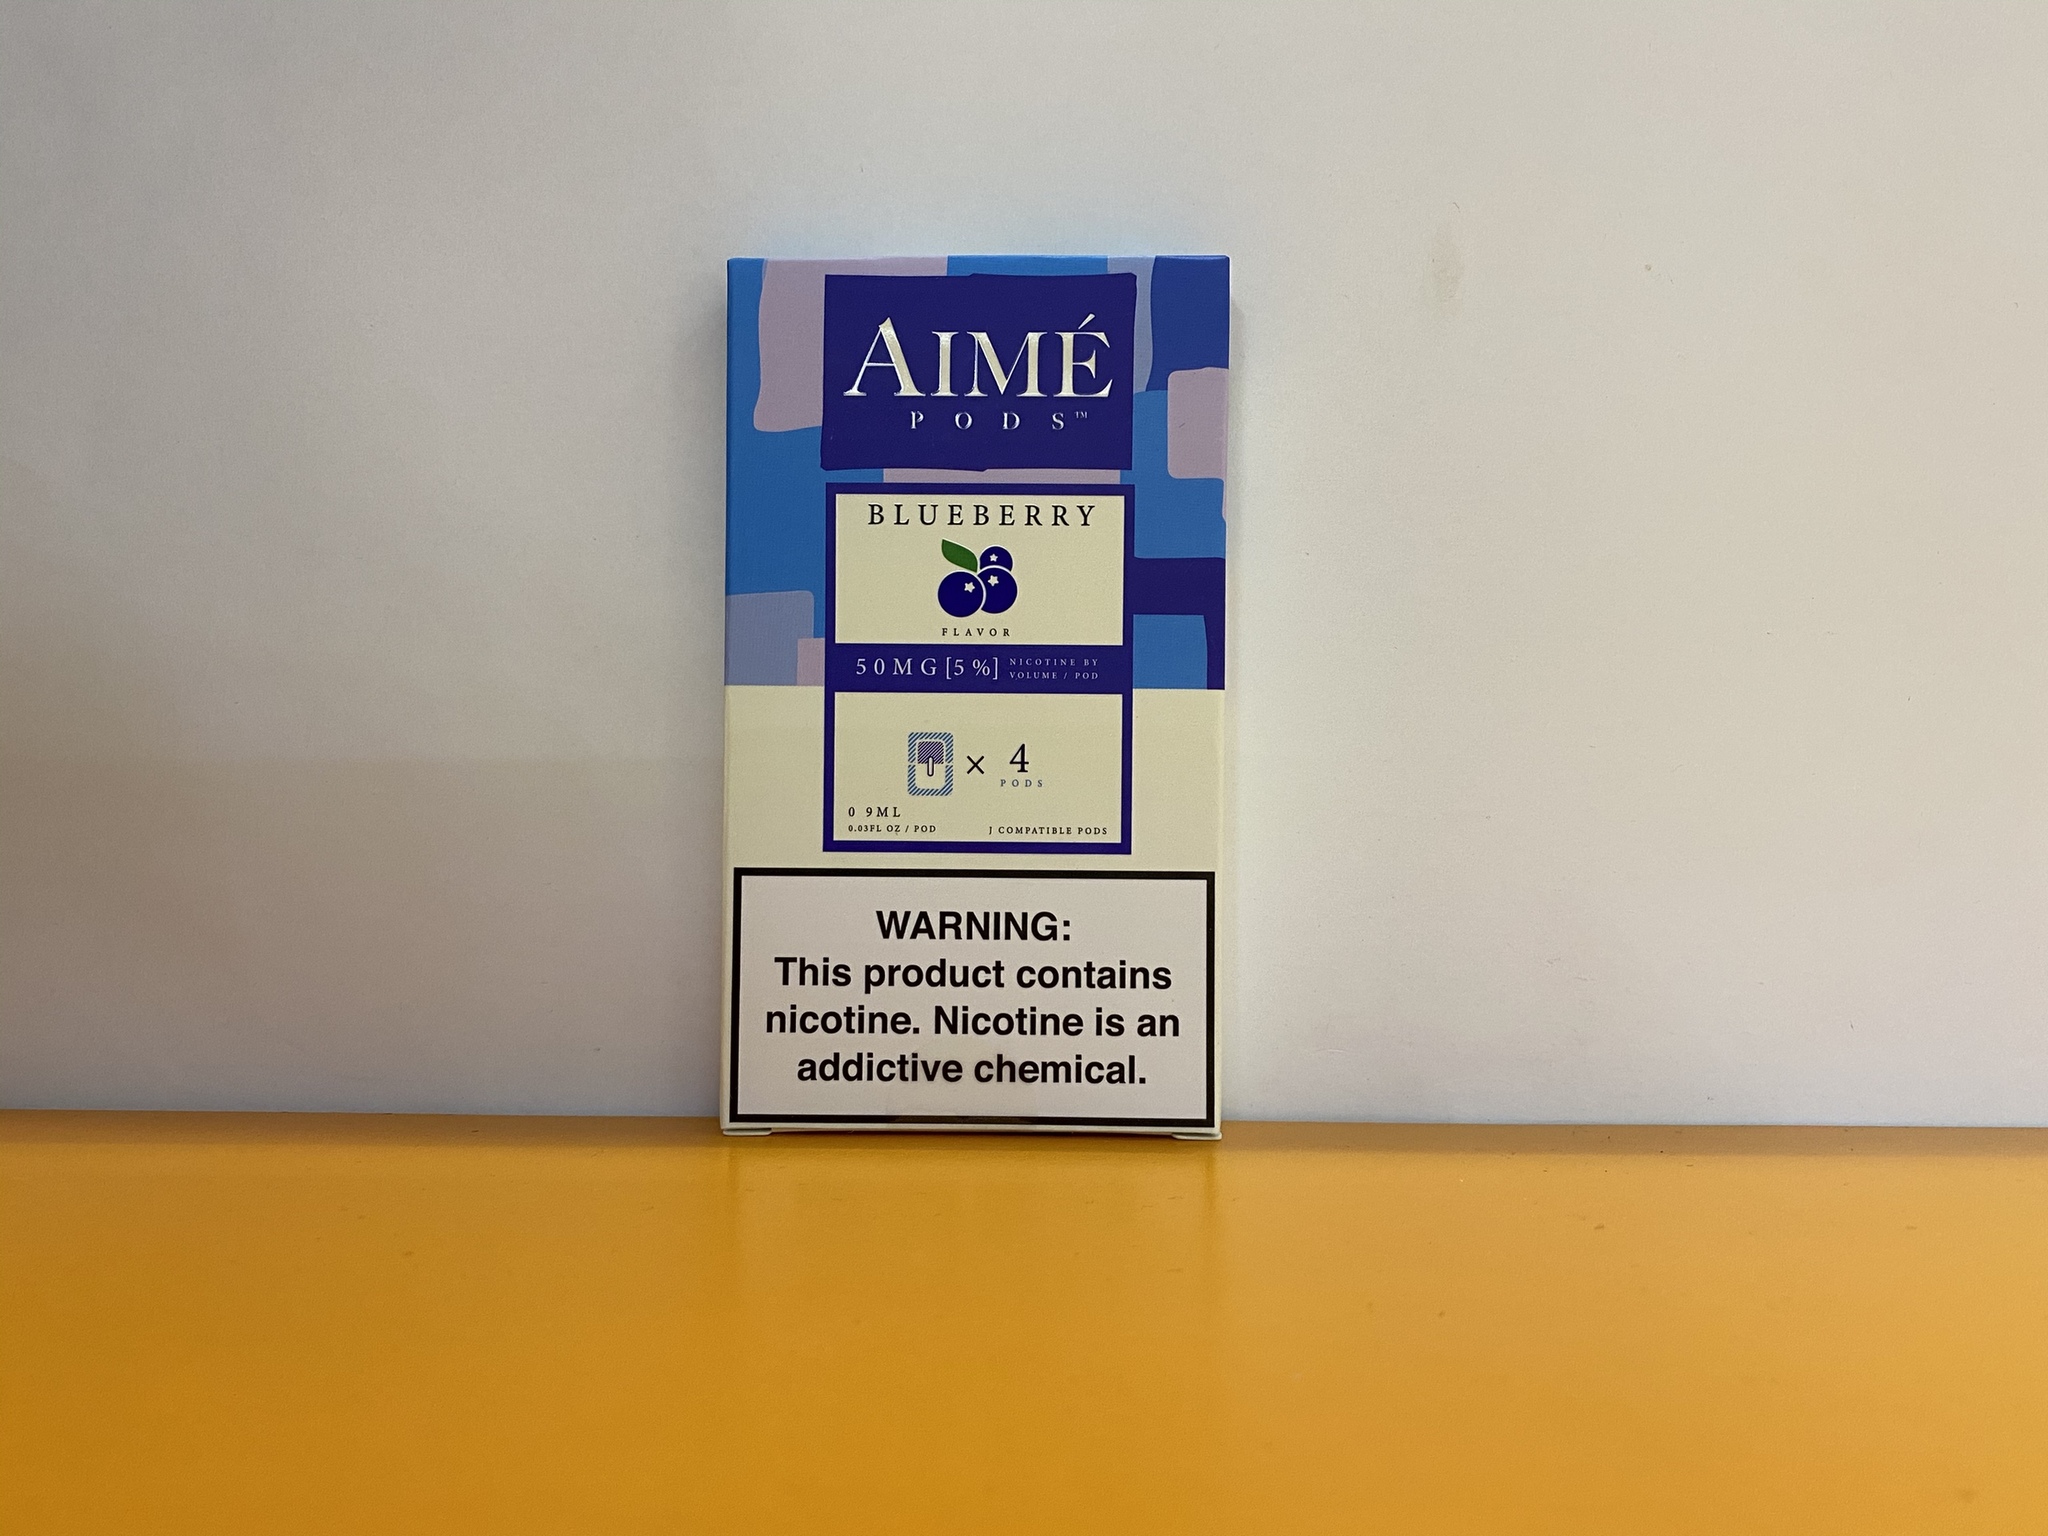 AIMÉ
PODS™
BLUEBERRY
FLAVOR
50MG[5%] NICOTINE BY
VOLUME / POD
× 4
PODS
0 9ML
0.03FL OZ / POD
J COMPATIBLE PODS
WARNING:
This product contains
nicotine. Nicotine is an
addictive chemical.